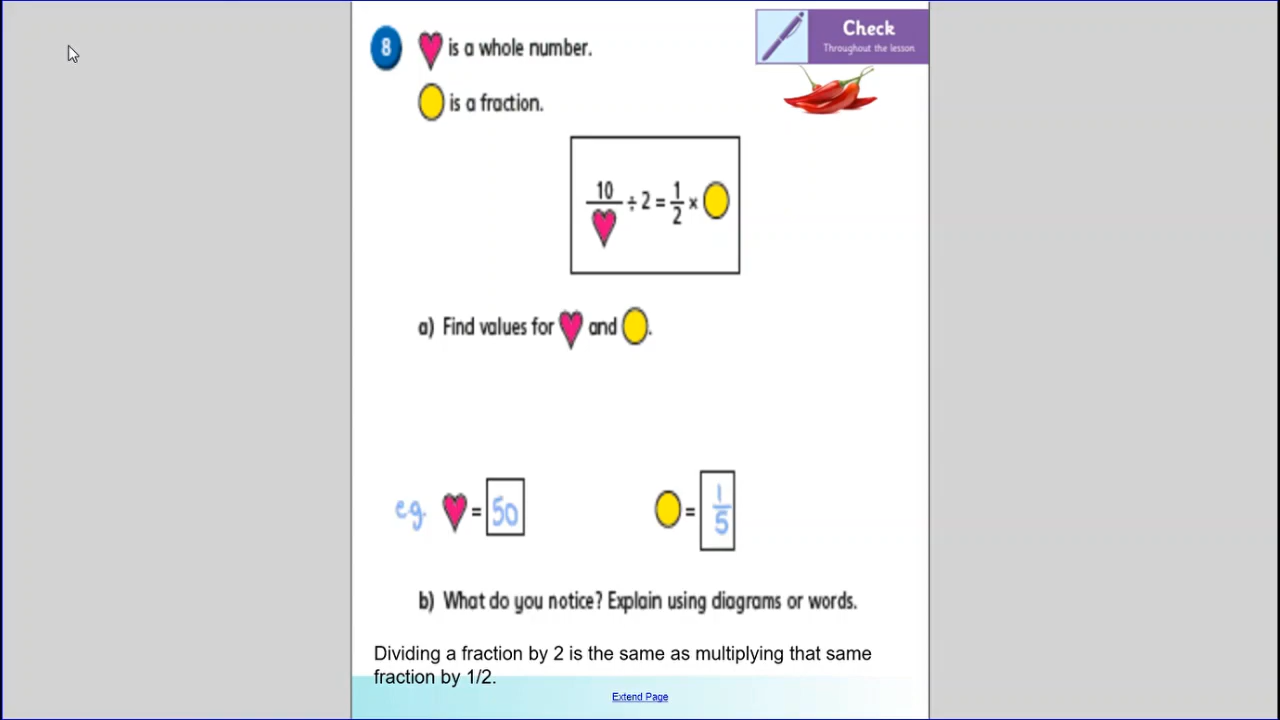 8 is a whole number.
Check
Throughout the lesson
is a fraction.
10/ ÷ 2 = 1/2 ×
a) Find values for and .
e.g. = 50 = 1/5
b) What do you notice? Explain using diagrams or words.
Dividing a fraction by 2 is the same as multiplying that same
fraction by 1/2.
Extend Page